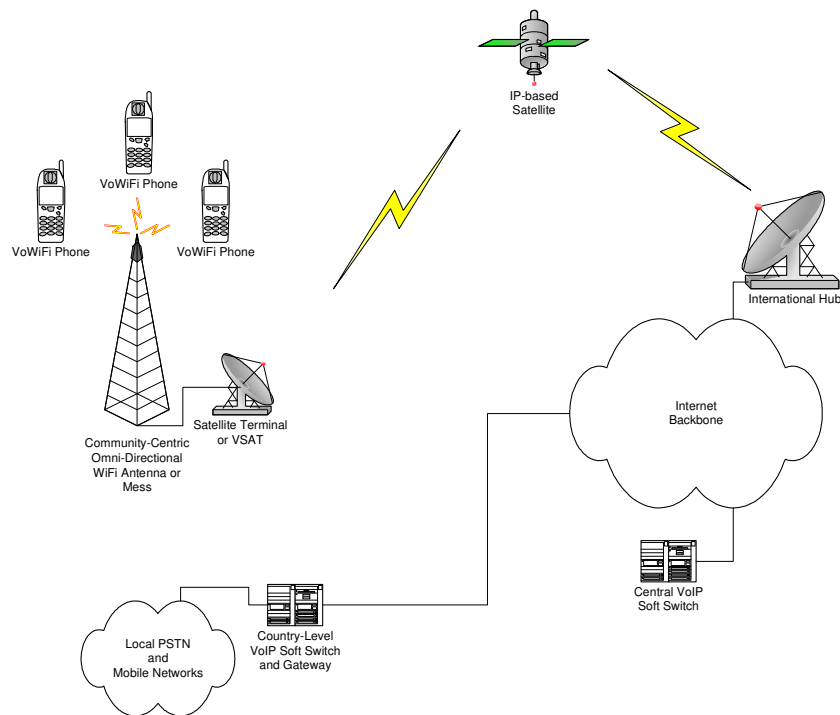 IP-based
Satellite
VoWiFi Phone
VoWiFi Phone
VoWiFi Phone
International Hub
Satellite Terminal
or VSAT
Community-Centric
Omni-Directional
WiFi Antenna or
Mess
Internet
Backbone
Central VoIP
Soft Switch
Country-Level
VoIP Soft Switch
and Gateway
Local PSTN
and
Mobile Networks